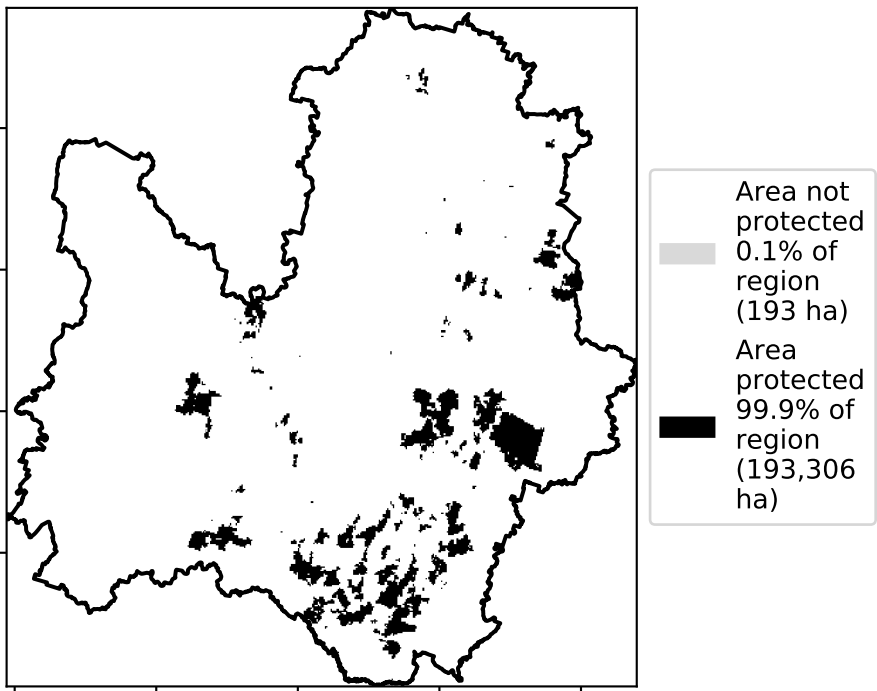 Area not
protected
0.1% of
region
(193 ha)
Area
protected
99.9% of
region
(193,306
ha)